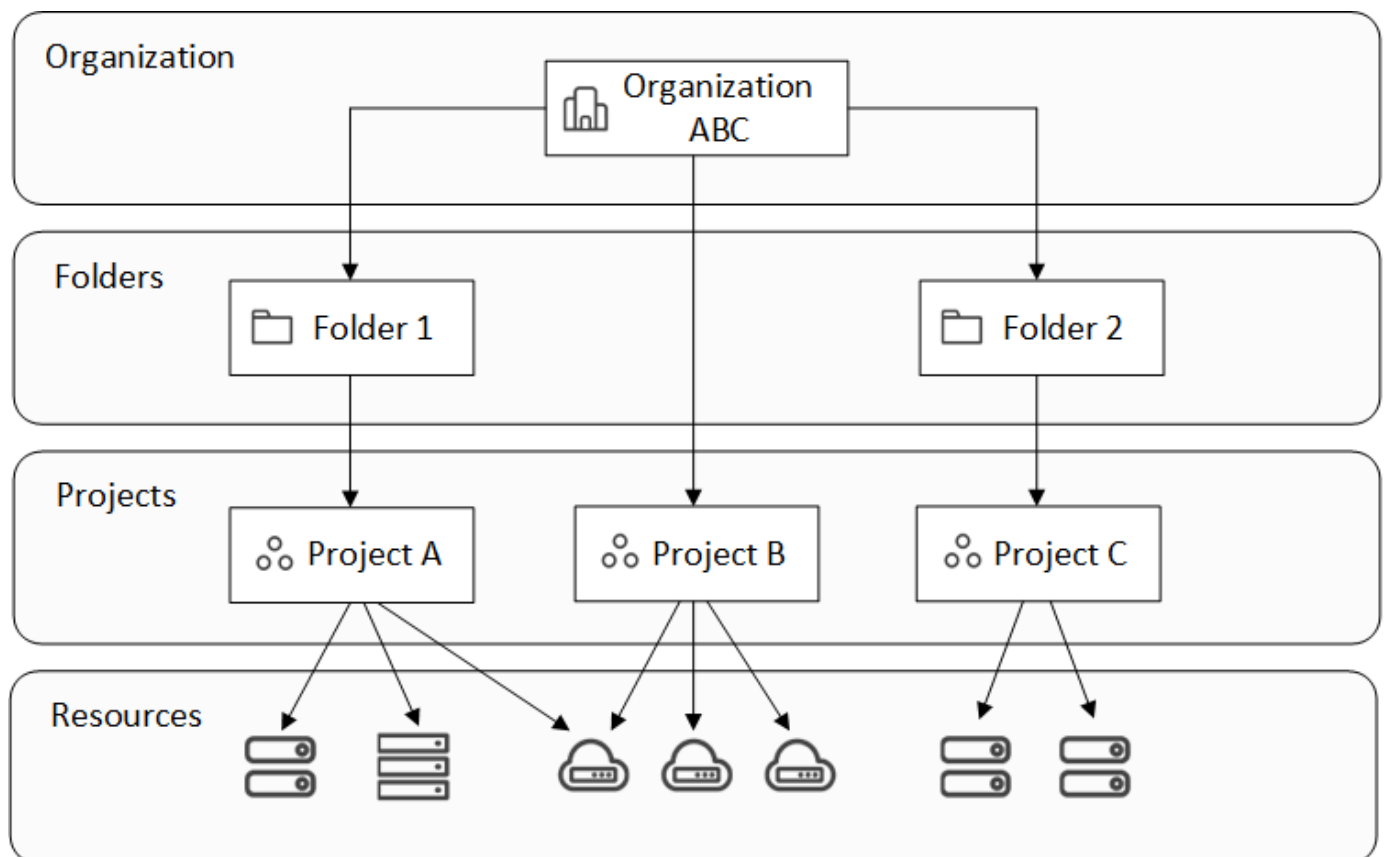 Organization
Organization
ABC
Folders
Folder 1
Folder 2
Projects
Project A
Project B
Project C
Resources